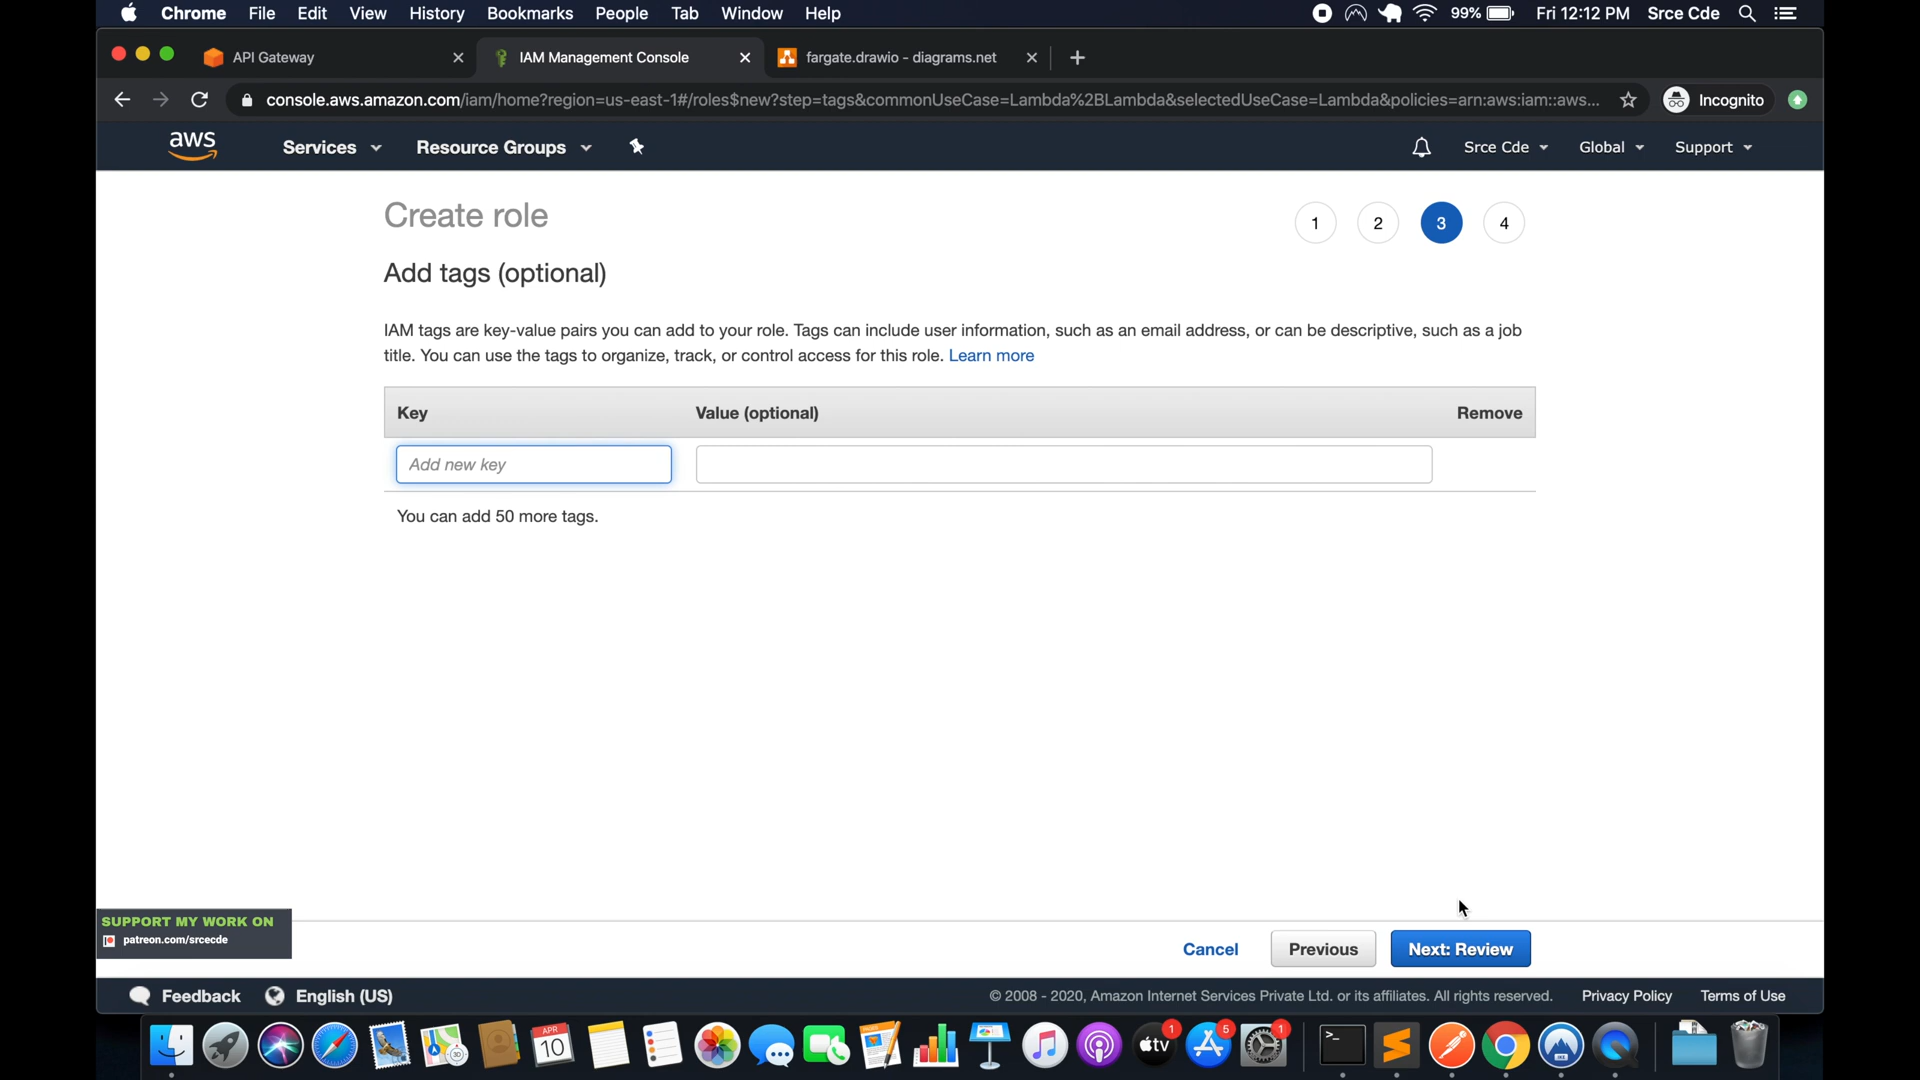 Chrome File Edit View History Bookmarks People Tab Window Help 99% Fri 12:12 PM Srce Cde
API Gateway IAM Management Console fargate.drawio - diagrams.net
console.aws.amazon.com/iam/home?region=us-east-1#/roles$new?step=tags&commonUseCase=Lambda%2BLambda&selectedUseCase=Lambda&policies=arn:aws:iam::aws... Incognito
aws Services Resource Groups Srce Cde Global Support
Create role 1 2 3 4
Add tags (optional)
IAM tags are key-value pairs you can add to your role. Tags can include user information, such as an email address, or can be descriptive, such as a job
title. You can use the tags to organize, track, or control access for this role. Learn more
Key Value (optional) Remove
Add new key
You can add 50 more tags.
SUPPORT MY WORK ON
patreon.com/srcecde
Cancel Previous Next: Review
Feedback English (US) © 2008 - 2020, Amazon Internet Services Private Ltd. or its affiliates. All rights reserved. Privacy Policy Terms of Use
APR
10
tv 1 5 1